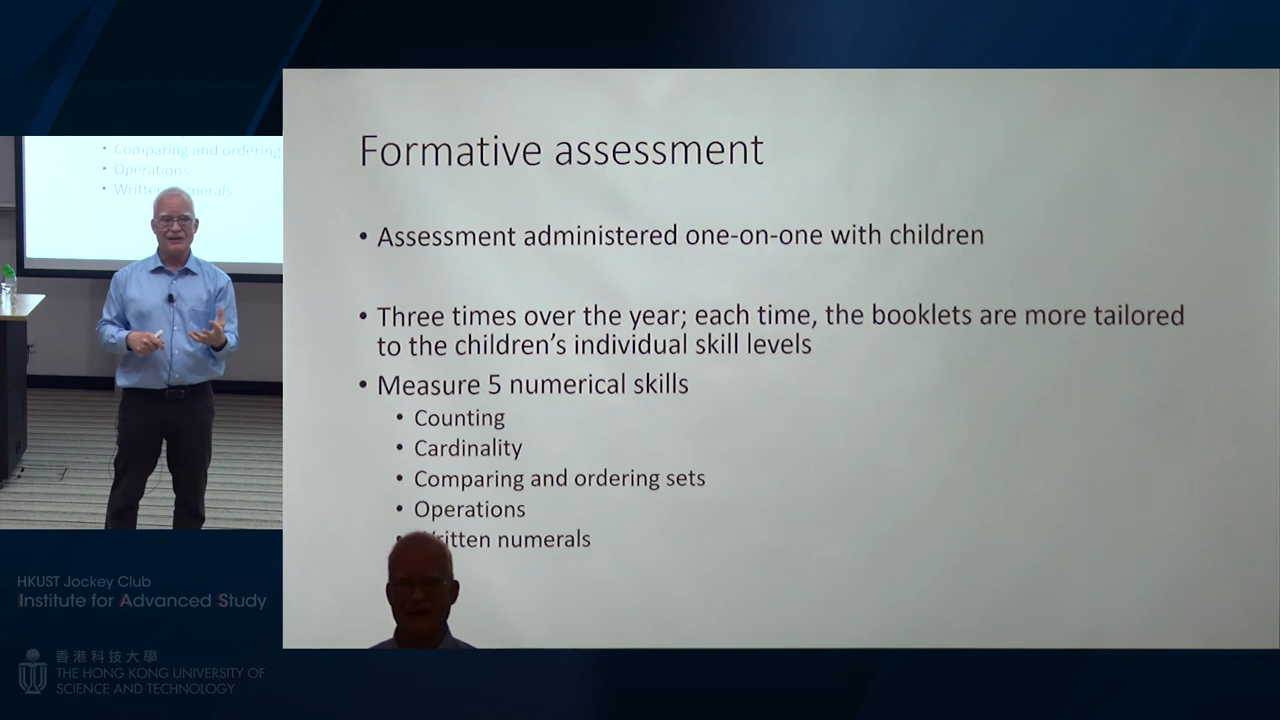 • Comparing and ordering
• Operations
• Written numerals
Formative assessment
• Assessment administered one-on-one with children
• Three times over the year; each time, the booklets are more tailored
to the children's individual skill levels
• Measure 5 numerical skills
• Counting
• Cardinality
• Comparing and ordering sets
• Operations
• Written numerals
HKUST Jockey Club
Institute for Advanced Study
香港科技大學
THE HONG KONG UNIVERSITY OF
SCIENCE AND TECHNOLOGY